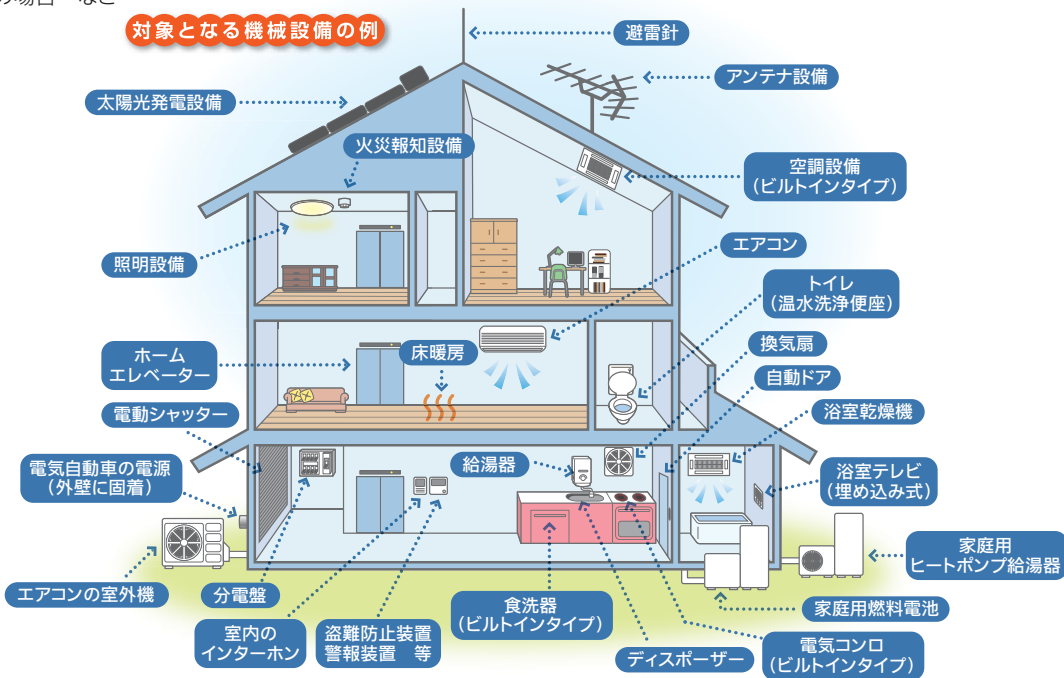 の場合 など
対象となる機械設備の例
避雷針
アンテナ設備
太陽光発電設備
火災報知設備
空調設備
(ビルトインタイプ)
エアコン
照明設備
トイレ
(温水洗浄便座)
換気扇
ホーム
エレベーター
床暖房
自動ドア
電動シャッター
浴室乾燥機
電気自動車の電源
(外壁に固着)
給湯器
浴室テレビ
(埋め込み式)
家庭用
ヒートポンプ給湯器
エアコンの室外機
分電盤
食洗器
(ビルトインタイプ)
家庭用燃料電池
室内の
インターホン
盗難防止装置
警報装置 等
ディスポーザー
電気コンロ
(ビルトインタイプ)